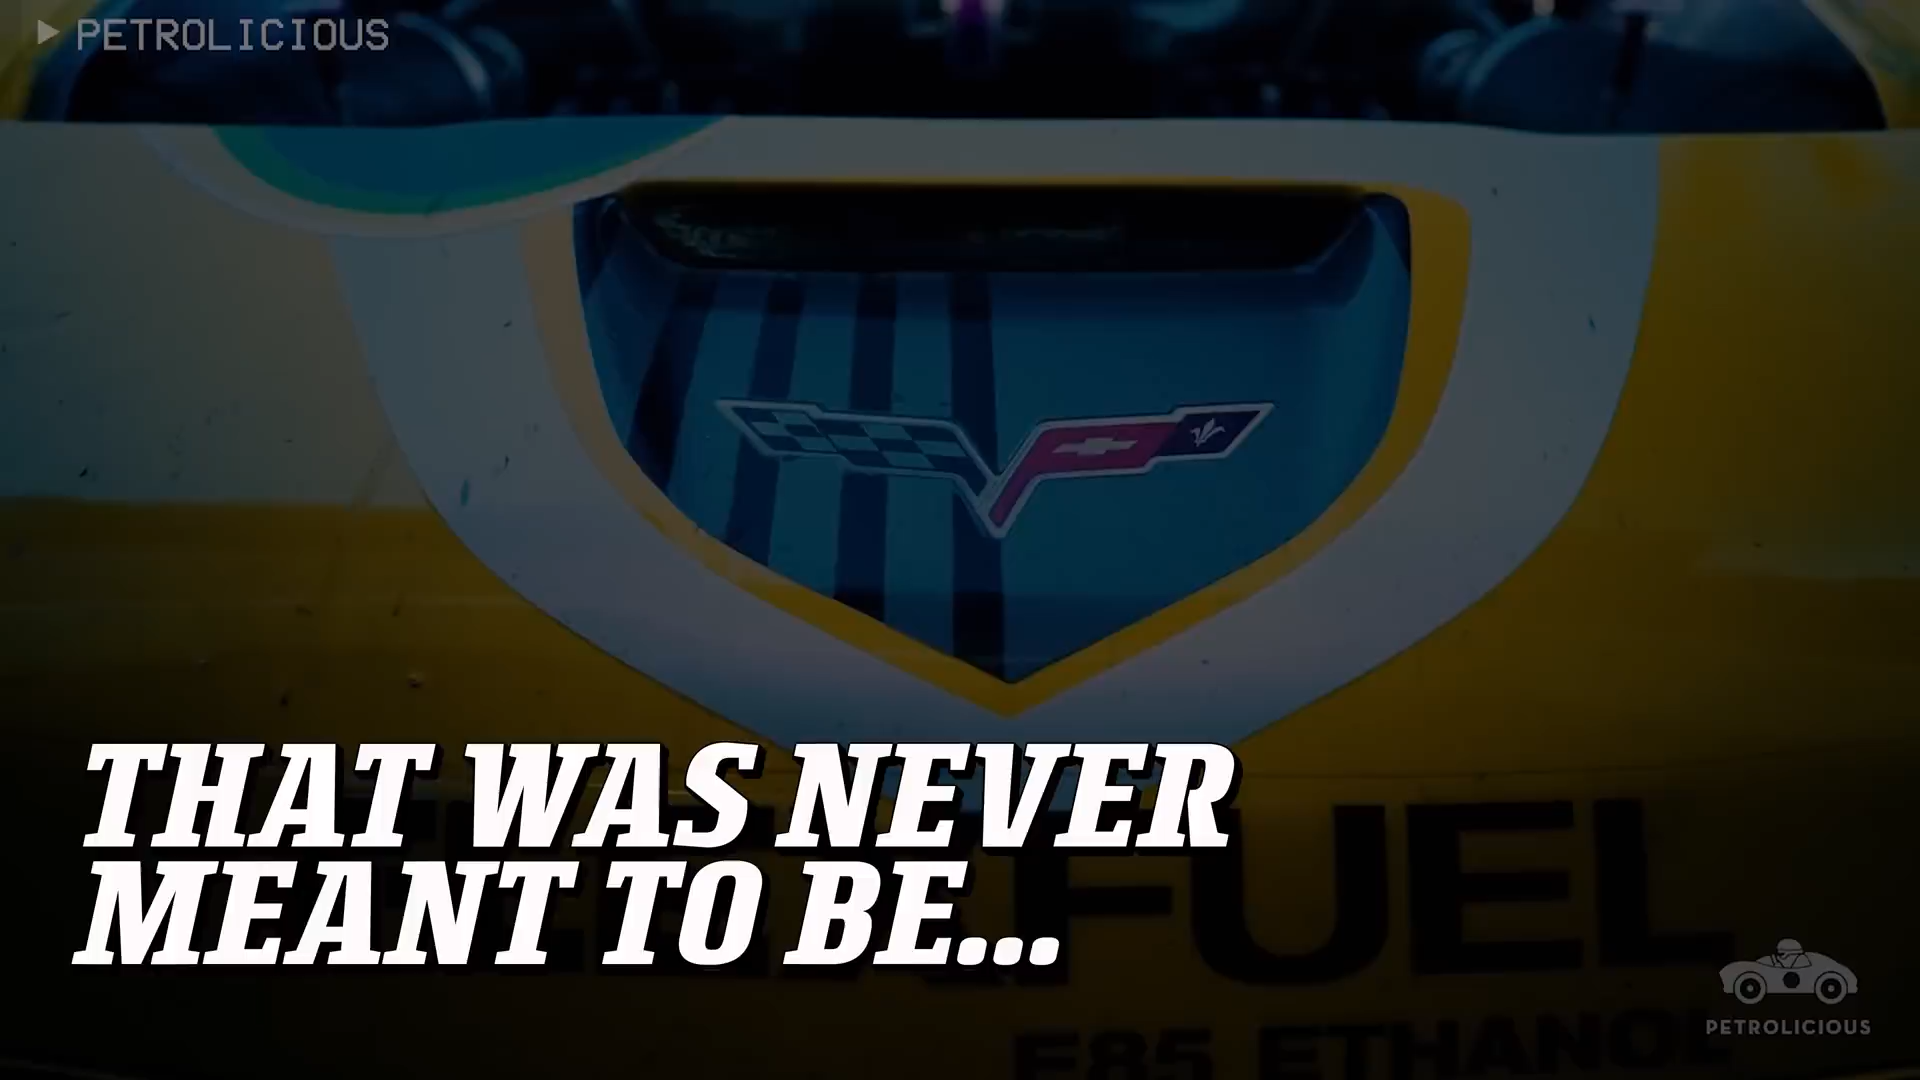 PETROLICIOUS
THAT WAS NEVER
MEANT TO BE...
FUEL
E85 ETHANOL
PETROLICIOUS